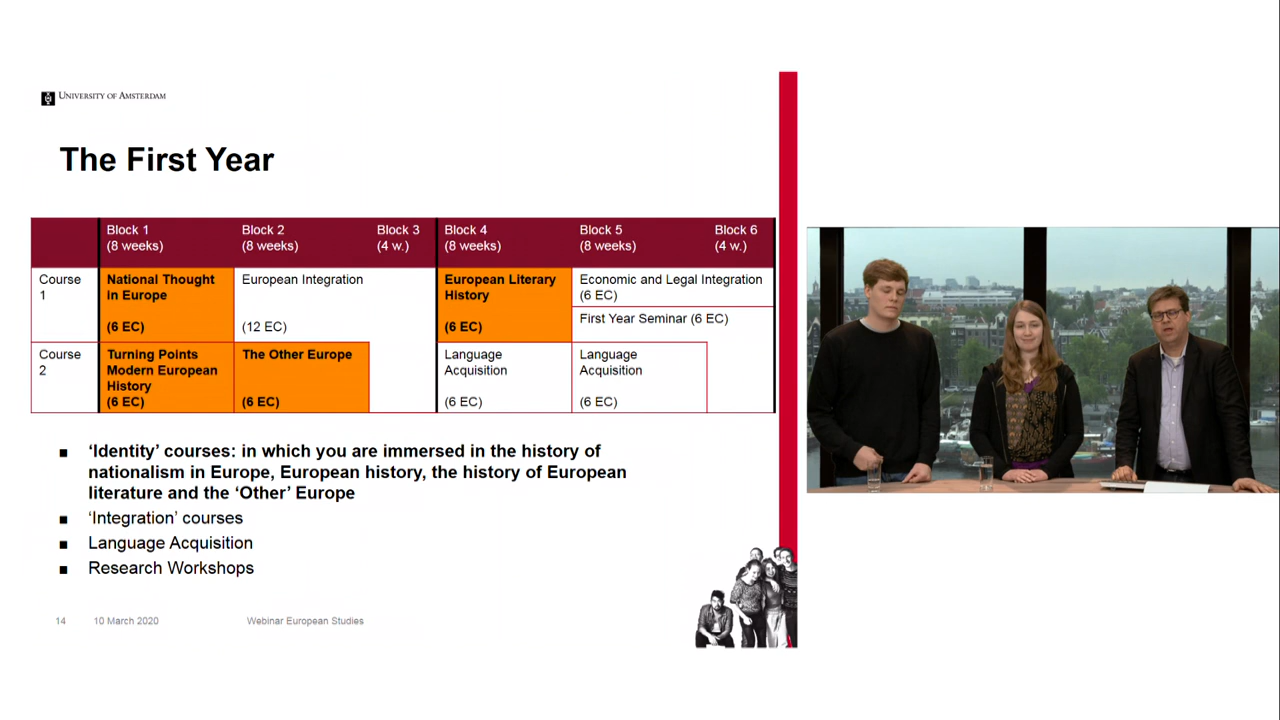 UNIVERSITY OF AMSTERDAM
The First Year
Block 1
(8 weeks)
Block 2
(8 weeks)
Block 3
(4 w.)
Block 4
(8 weeks)
Block 5
(8 weeks)
Block 6
(4 w.)
Course
1
National Thought
In Europe
(6 EC)
European Integration
(12 EC)
European Literary
History
(6 EC)
Economic and Legal Integration
(6 EC)
First Year Seminar (6 EC)
Course
2
Turning Points
Modern European
History
(6 EC)
The Other Europe
(6 EC)
Language
Acquisition
(6 EC)
Language
Acquisition
(6 EC)
■ ‘Identity’ courses: in which you are immersed in the history of
nationalism in Europe, European history, the history of European
literature and the ‘Other’ Europe
■ ‘Integration’ courses
■ Language Acquisition
■ Research Workshops
14 10 March 2020 Webinar European Studies